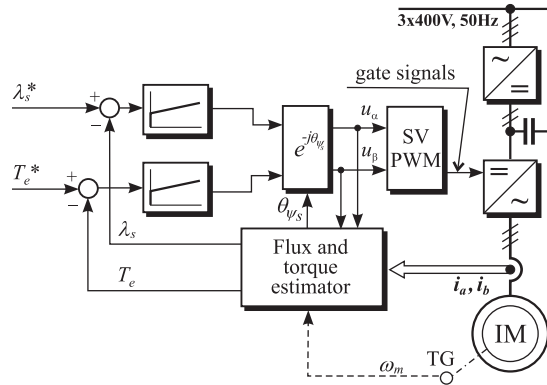 3x400V, 50Hz
gate signals
~
=
λs*
+
−
e^-jθψs
uα
uβ
SV
PWM
=
~
Te*
+
−
θψs
λs
Te
Flux and
torque
estimator
ia, ib
IM
TG
ωm